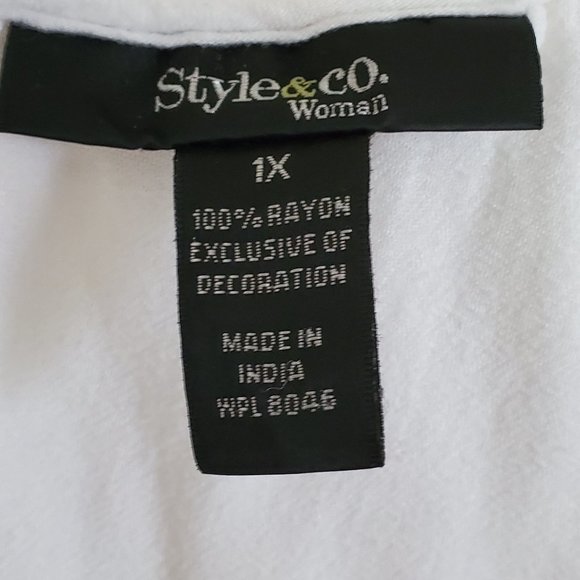 Style&co.
Woman
1X
100% RAYON
EXCLUSIVE OF
DECORATION
MADE IN
INDIA
WPL 8046